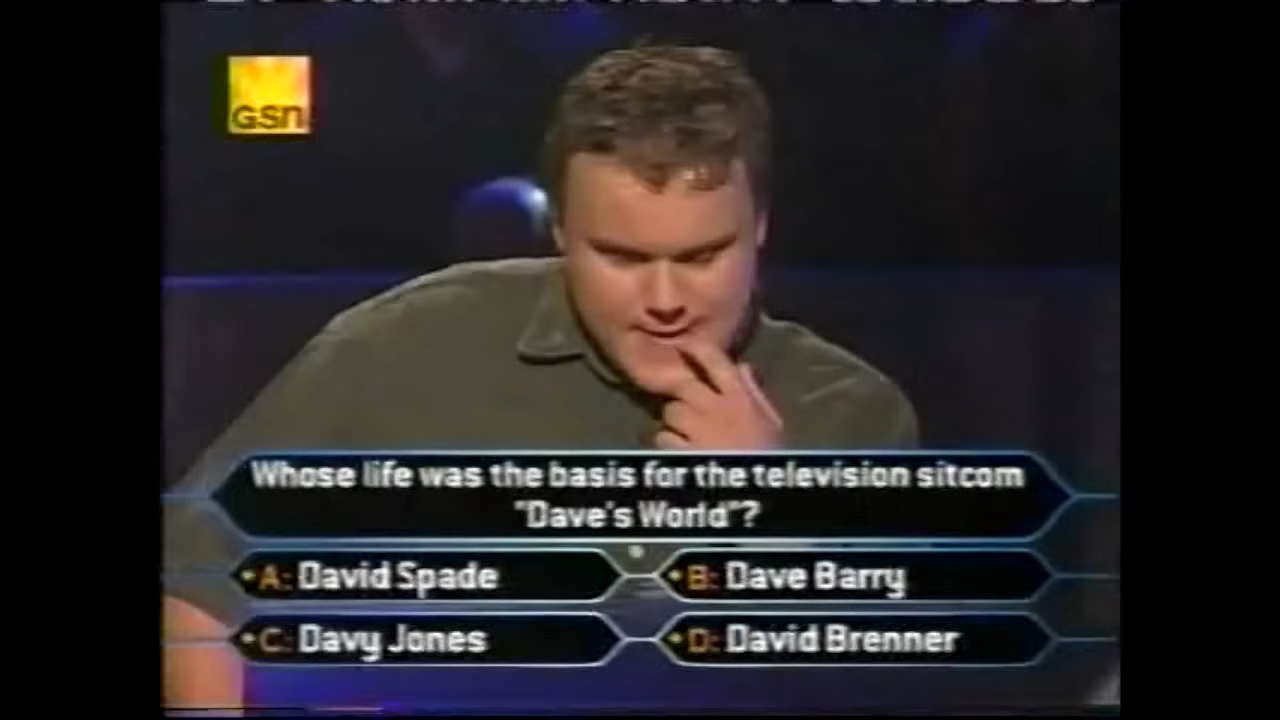 GSN
Whose life was the basis for the television sitcom
"Dave's World"?
A: David Spade
B: Dave Barry
C: Davy Jones
D: David Brenner